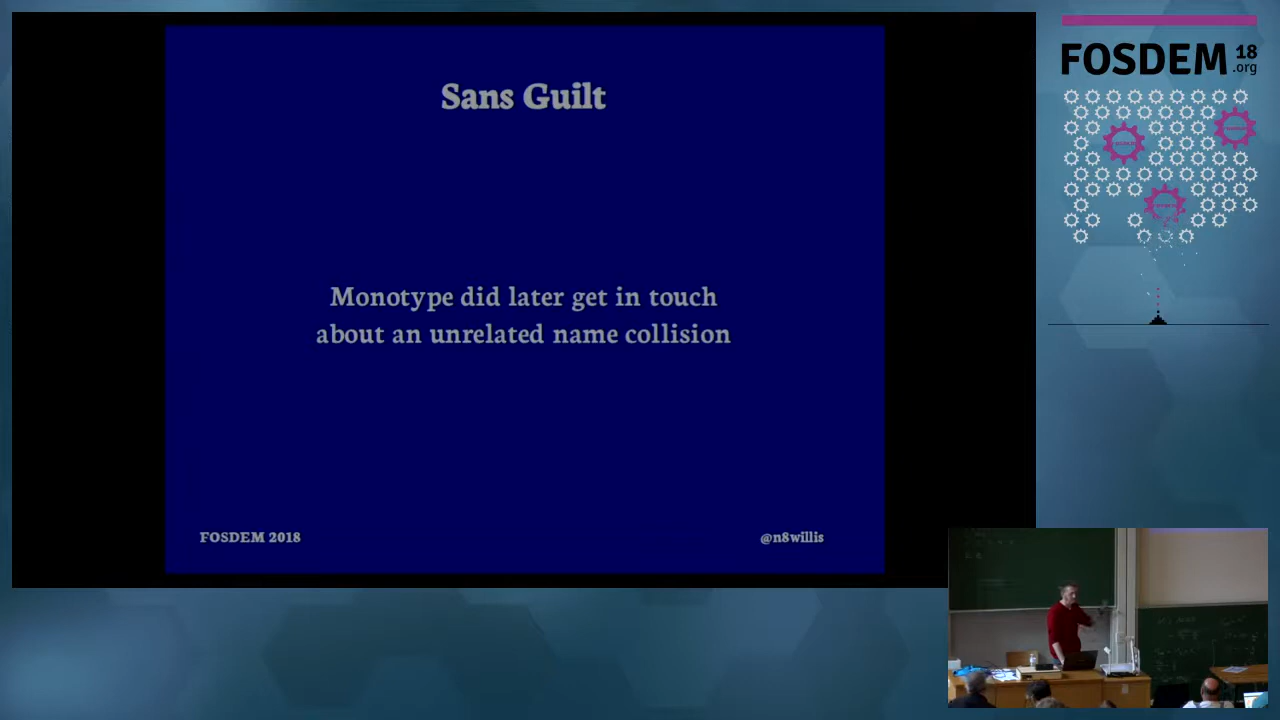 Sans Guilt
Monotype did later get in touch
about an unrelated name collision
FOSDEM 2018
@n8willis
FOSDEM 18
.org